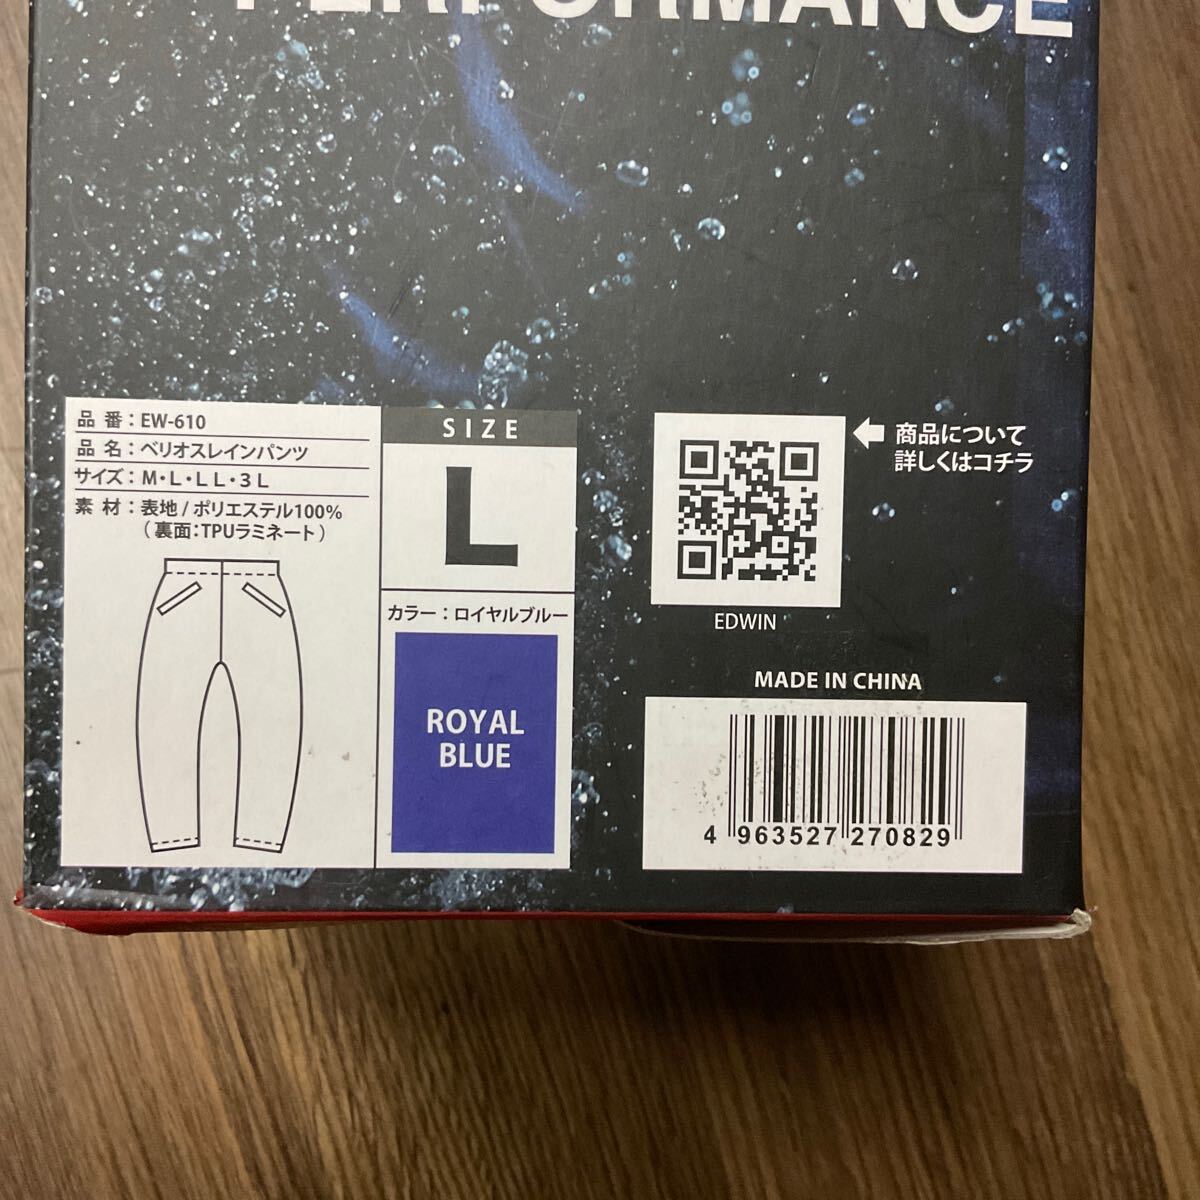 PERFORMANCE
品 番：EW-610
品 名：ベリオスレインパンツ
サイズ：M・L・LL・3L
素 材：表地/ポリエステル100%
（裏面：TPUラミネート）
SIZE
L
カラー：ロイヤルブルー
ROYAL
BLUE
商品について
詳しくはコチラ
EDWIN
MADE IN CHINA
4 963527 270829